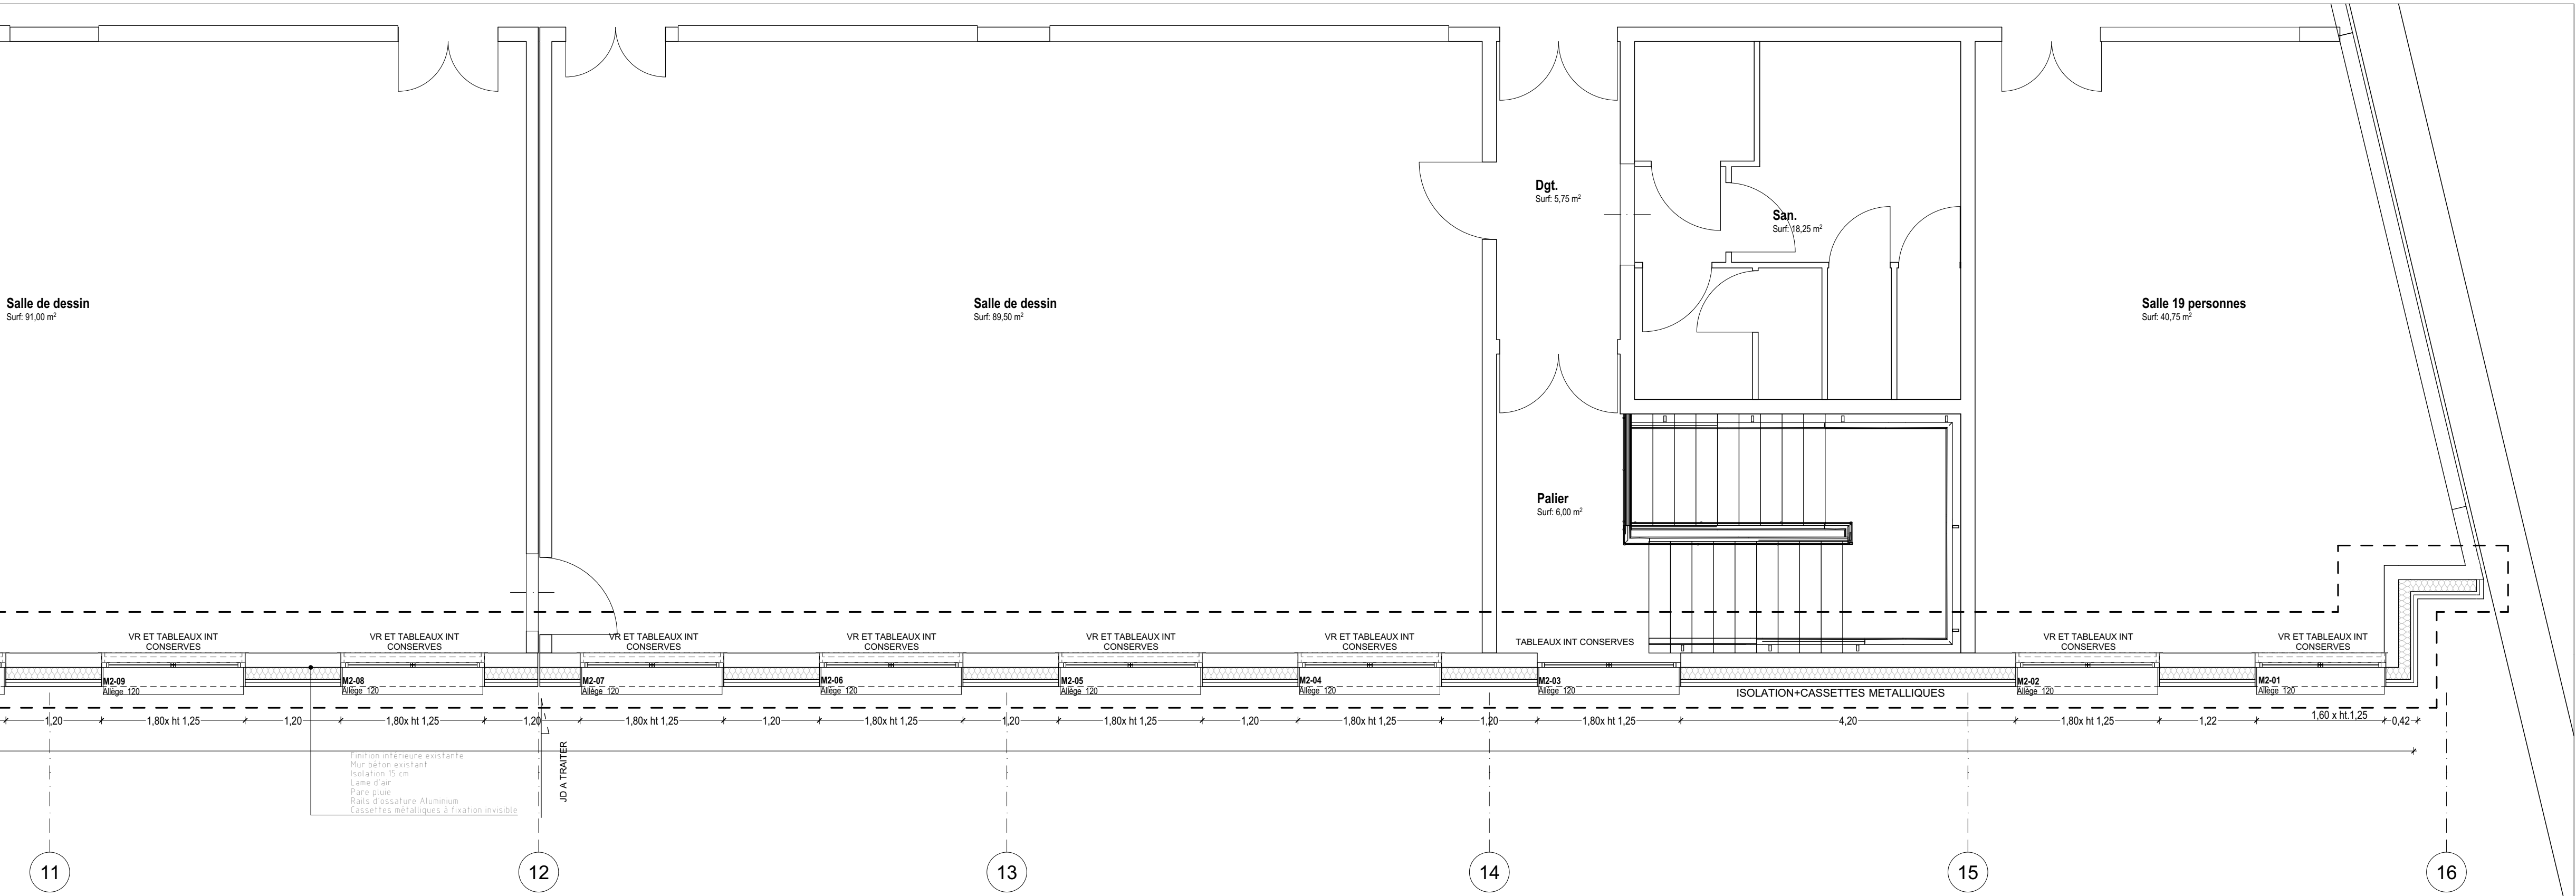 Dgt.
Surf: 5,75 m²
San.
Surf: 18,25 m²
Salle de dessin
Surf: 91,00 m²
Salle de dessin
Surf: 89,50 m²
Salle 19 personnes
Surf: 40,75 m²
Palier
Surf: 6,00 m²
VR ET TABLEAUX INT
CONSERVES
VR ET TABLEAUX INT
CONSERVES
VR ET TABLEAUX INT
CONSERVES
VR ET TABLEAUX INT
CONSERVES
VR ET TABLEAUX INT
CONSERVES
VR ET TABLEAUX INT
CONSERVES
TABLEAUX INT CONSERVES
VR ET TABLEAUX INT
CONSERVES
VR ET TABLEAUX INT
CONSERVES
M2-09
Allège 120
M2-08
Allège 120
M2-07
Allège 120
M2-06
Allège 120
M2-05
Allège 120
M2-04
Allège 120
M2-03
Allège 120
M2-02
Allège 120
M2-01
Allège 120
ISOLATION+CASSETTES METALLIQUES
1,20 1,80x ht 1,25 1,20 1,80x ht 1,25 1,20 1,80x ht 1,25 1,20 1,80x ht 1,25 1,20 1,80x ht 1,25 1,20 1,80x ht 1,25 1,20 1,80x ht 1,25 4,20 1,80x ht 1,25 1,22 1,60 x ht.1,25 0,42
Finition intérieure existante
Mur béton existant
Isolation 15 cm
Lame d'air
Pare pluie
Rails d'ossature Aluminium
Cassettes métalliques à fixation invisible
JD A TRAITER
11 12 13 14 15 16